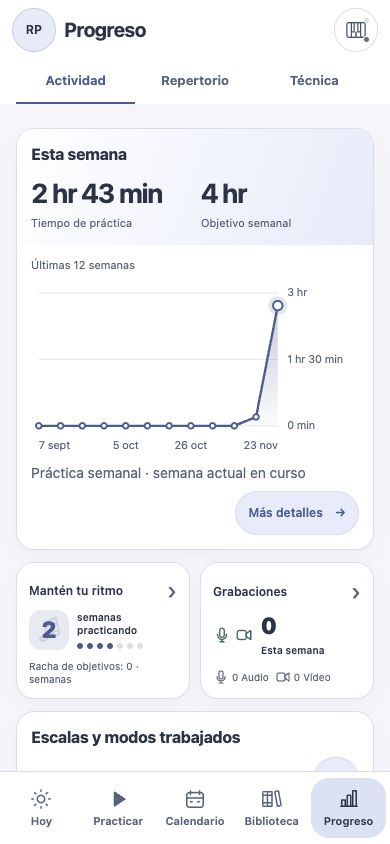 RP
Progreso
Actividad
Repertorio
Técnica
Esta semana
2 hr 43 min
4 hr
Tiempo de práctica
Objetivo semanal
Últimas 12 semanas
3 hr
1 hr 30 min
0 min
7 sept
5 oct
26 oct
23 nov
Práctica semanal · semana actual en curso
Más detalles
Mantén tu ritmo
2
semanas
practicando
Racha de objetivos: 0 ·
semanas
Grabaciones
0
Esta semana
0 Audio
0 Vídeo
Escalas y modos trabajados
Hoy
Practicar
Calendario
Biblioteca
Progreso